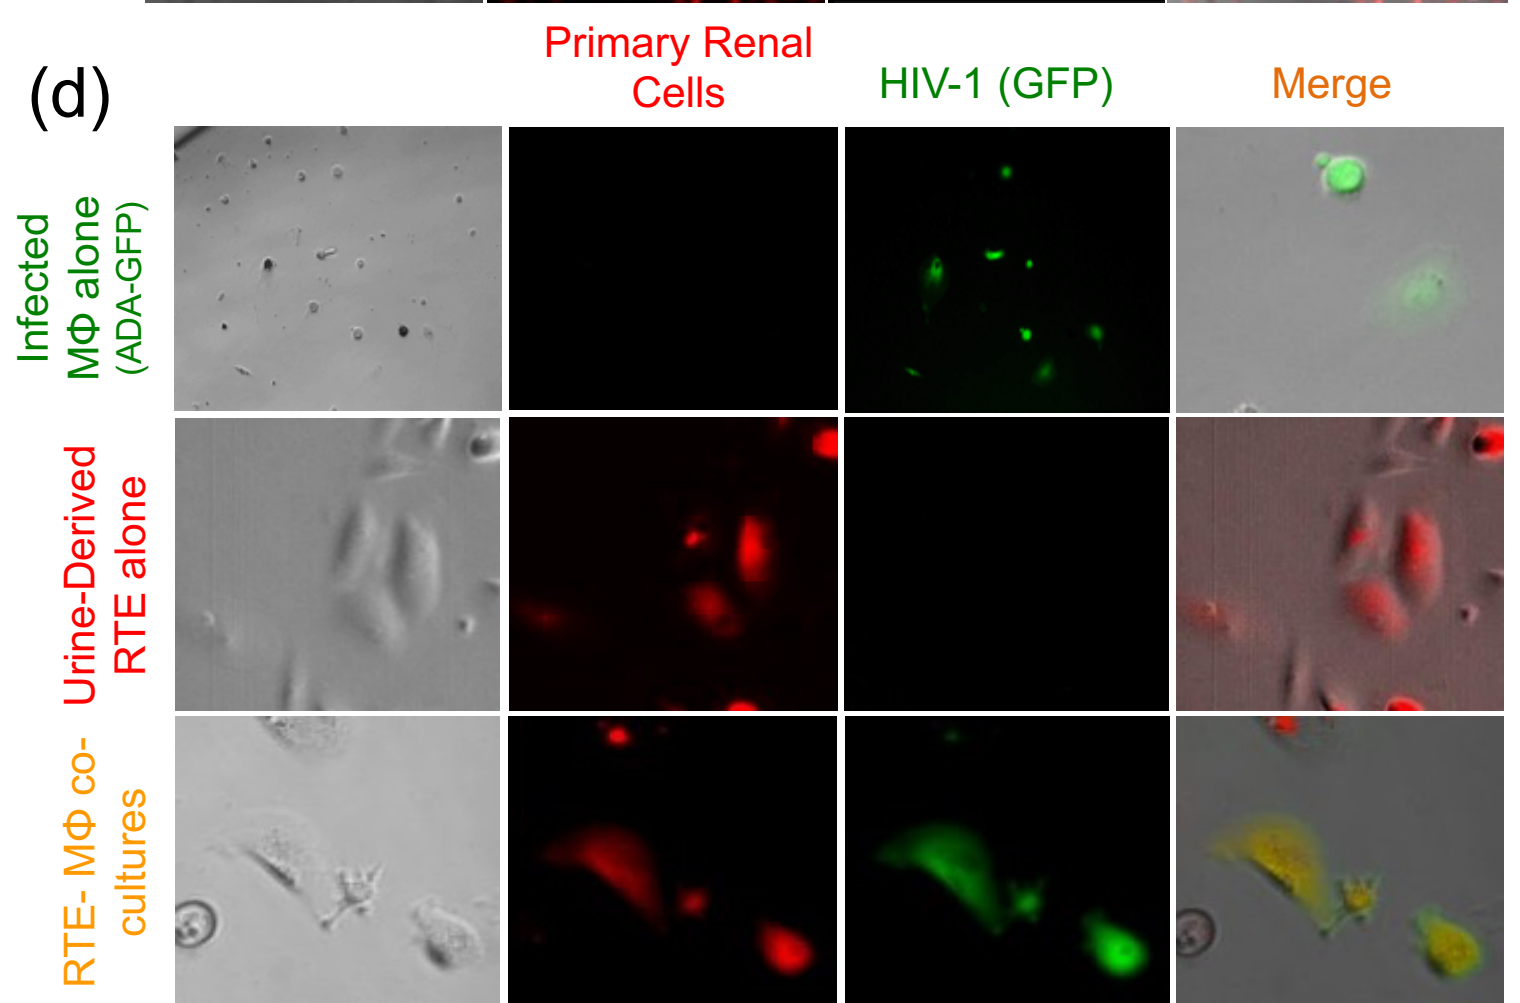 (d)
Primary Renal
Cells
HIV-1 (GFP)
Merge
Infected
MΦ alone
(ADA-GFP)
Urine-Derived
RTE alone
RTE- MΦ co-
cultures